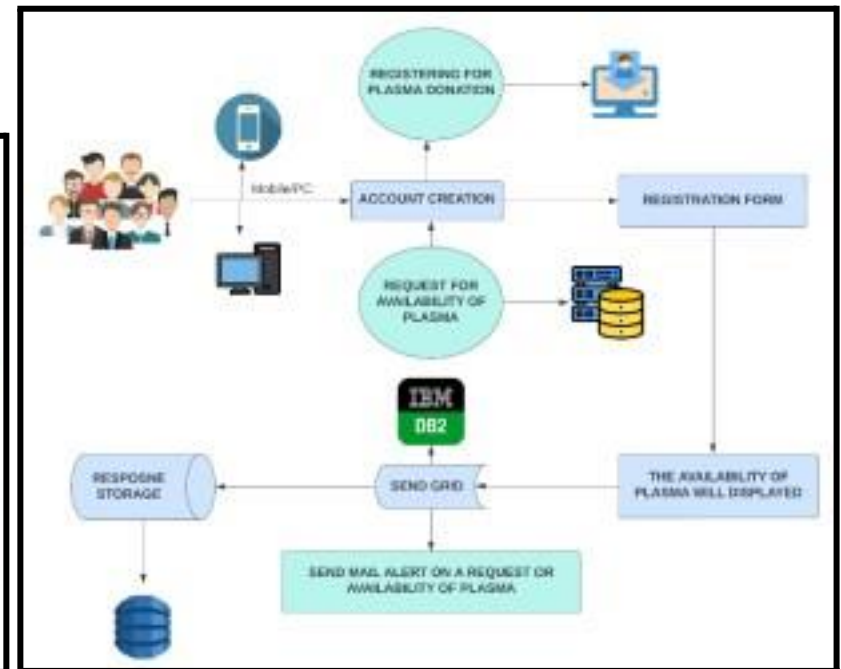 REGISTERING FOR
PLASMA DONATION
Mobile/PC
ACCOUNT CREATION
REGISTRATION FORM
REQUEST FOR
AVAILABILITY OF
PLASMA
IBM
DB2
RESPOSNE
STORAGE
SEND GRID
THE AVAILABILITY OF
PLASMA WILL DISPLAYED
SEND MAIL ALERT ON A REQUEST OR
AVAILABILITY OF PLASMA